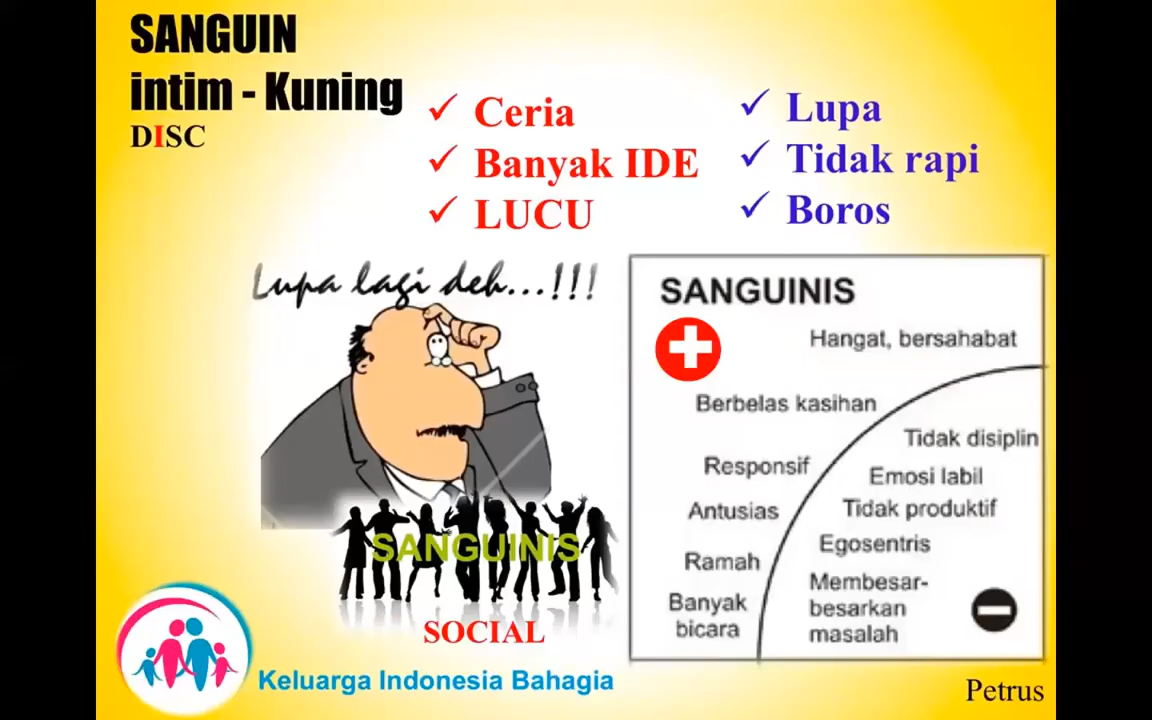 SANGUIN
intim - Kuning
DISC
✓ Ceria
✓ Banyak IDE
✓ LUCU
✓ Lupa
✓ Tidak rapi
✓ Boros
Lupa lagi deh...!!!
SANGUINIS
SOCIAL
SANGUINIS
Hangat, bersahabat
Berbelas kasihan
Responsif
Antusias
Ramah
Banyak
bicara
Tidak disiplin
Emosi labil
Tidak produktif
Egosentris
Membesar-
besarkan
masalah
Keluarga Indonesia Bahagia
Petrus